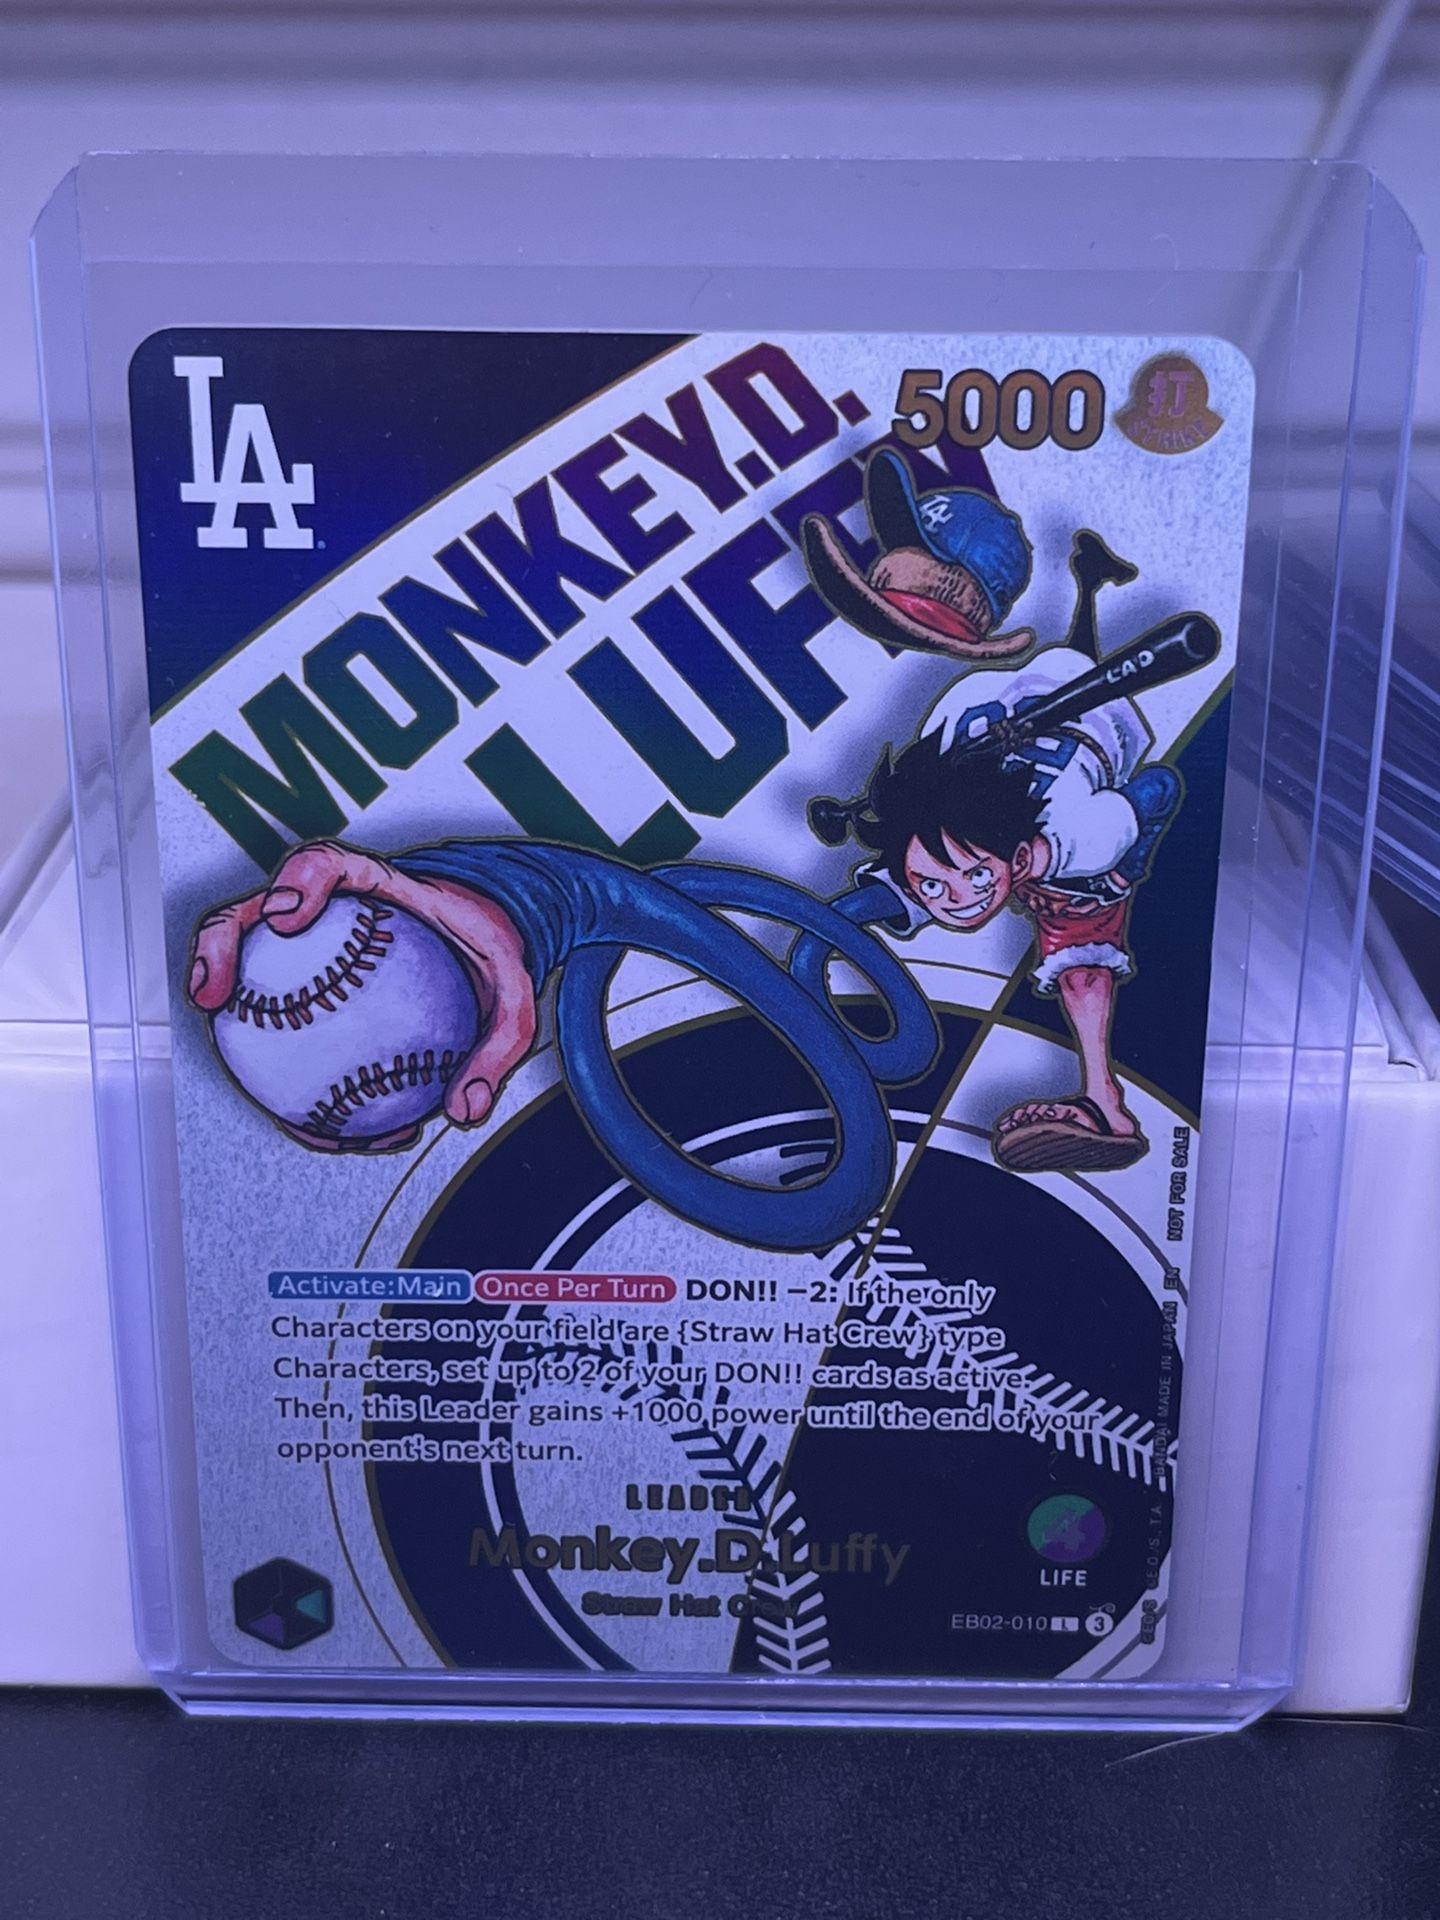 LA
MONKEY.D.
LUFFY
5000
打
STRIKE
LA
LAD
Activate:Main Once Per Turn DON!! −2: If the only
Characters on your field are {Straw Hat Crew} type
Characters, set up to 2 of your DON!! cards as active.
Then, this Leader gains +1000 power until the end of your
opponent's next turn.
LEADER
Monkey.D.Luffy
Straw Hat Crew
4
LIFE
EB02-010 L 3
BANDAI MADE IN JAPAN EN NOT FOR SALE